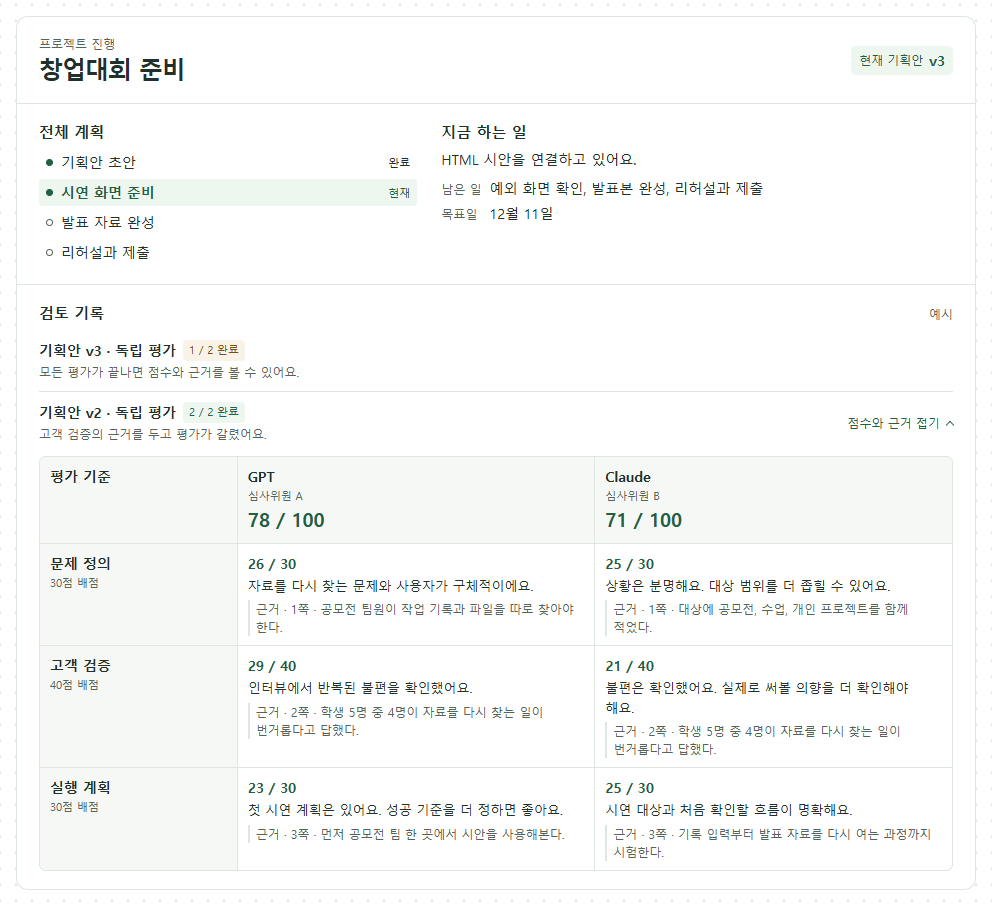 프로젝트 진행
창업대회 준비
현재 기획안 v3
전체 계획
기획안 초안 완료
시연 화면 준비 현재
발표 자료 완성
리허설과 제출
지금 하는 일
HTML 시안을 연결하고 있어요.
남은 일 예외 화면 확인, 발표본 완성, 리허설과 제출
목표일 12월 11일
검토 기록
예시
기획안 v3 · 독립 평가 1 / 2 완료
모든 평가가 끝나면 점수와 근거를 볼 수 있어요.
기획안 v2 · 독립 평가 2 / 2 완료
고객 검증의 근거를 두고 평가가 갈렸어요.
점수와 근거 접기
평가 기준
GPT
심사위원 A
78 / 100
Claude
심사위원 B
71 / 100
문제 정의
30점 배점
26 / 30
자료를 다시 찾는 문제와 사용자가 구체적이에요.
근거 · 1쪽 · 공모전 팀원이 작업 기록과 파일을 따로 찾아야
한다.
25 / 30
상황은 분명해요. 대상 범위를 더 좁힐 수 있어요.
근거 · 1쪽 · 대상에 공모전, 수업, 개인 프로젝트를 함께
적었다.
고객 검증
40점 배점
29 / 40
인터뷰에서 반복된 불편을 확인했어요.
근거 · 2쪽 · 학생 5명 중 4명이 자료를 다시 찾는 일이
번거롭다고 답했다.
21 / 40
불편은 확인했어요. 실제로 써볼 의향을 더 확인해야
해요.
근거 · 2쪽 · 학생 5명 중 4명이 자료를 다시 찾는 일이
번거롭다고 답했다.
실행 계획
30점 배점
23 / 30
첫 시연 계획은 있어요. 성공 기준을 더 정하면 좋아요.
근거 · 3쪽 · 먼저 공모전 팀 한 곳에서 시안을 사용해본다.
25 / 30
시연 대상과 처음 확인할 흐름이 명확해요.
근거 · 3쪽 · 기록 입력부터 발표 자료를 다시 여는 과정까지
시험한다.